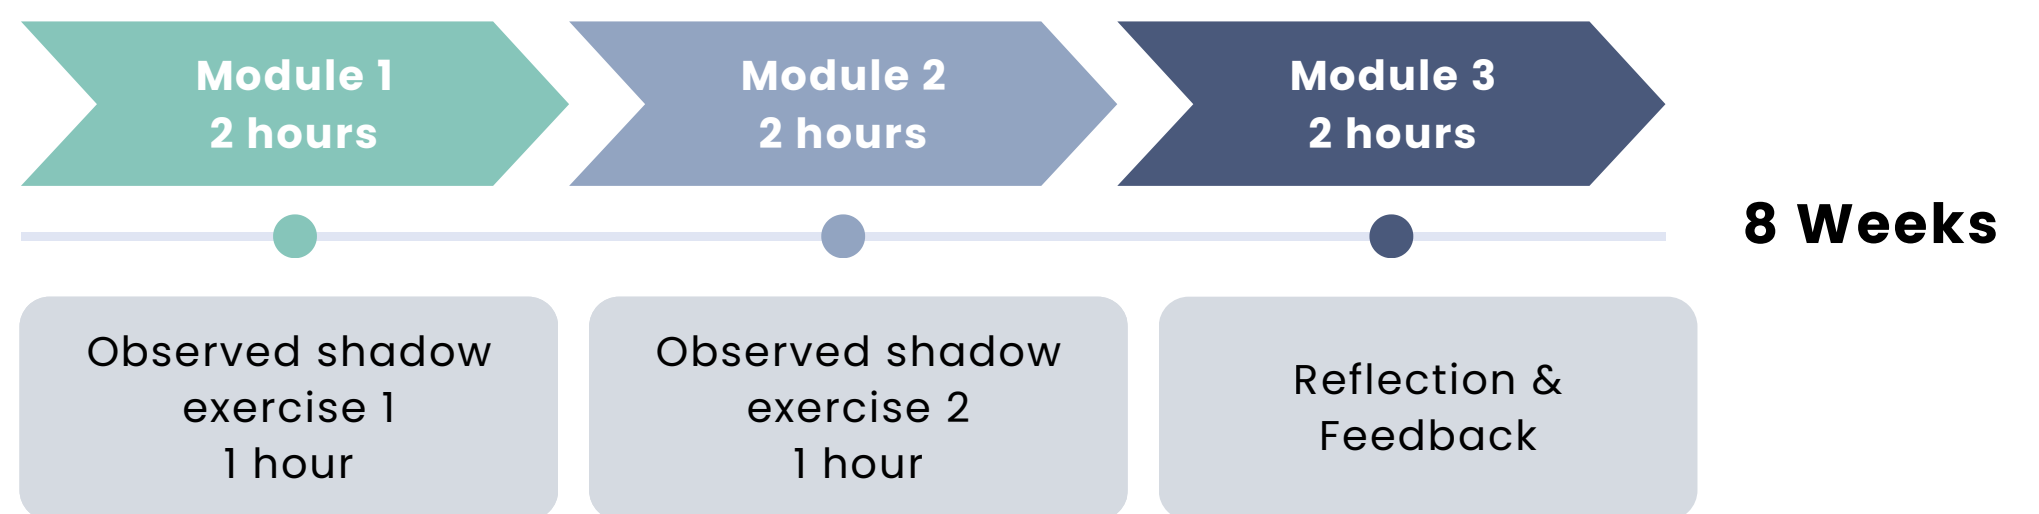 Module 1
2 hours
Module 2
2 hours
Module 3
2 hours
8 Weeks
Observed shadow
exercise 1
1 hour
Observed shadow
exercise 2
1 hour
Reflection &
Feedback